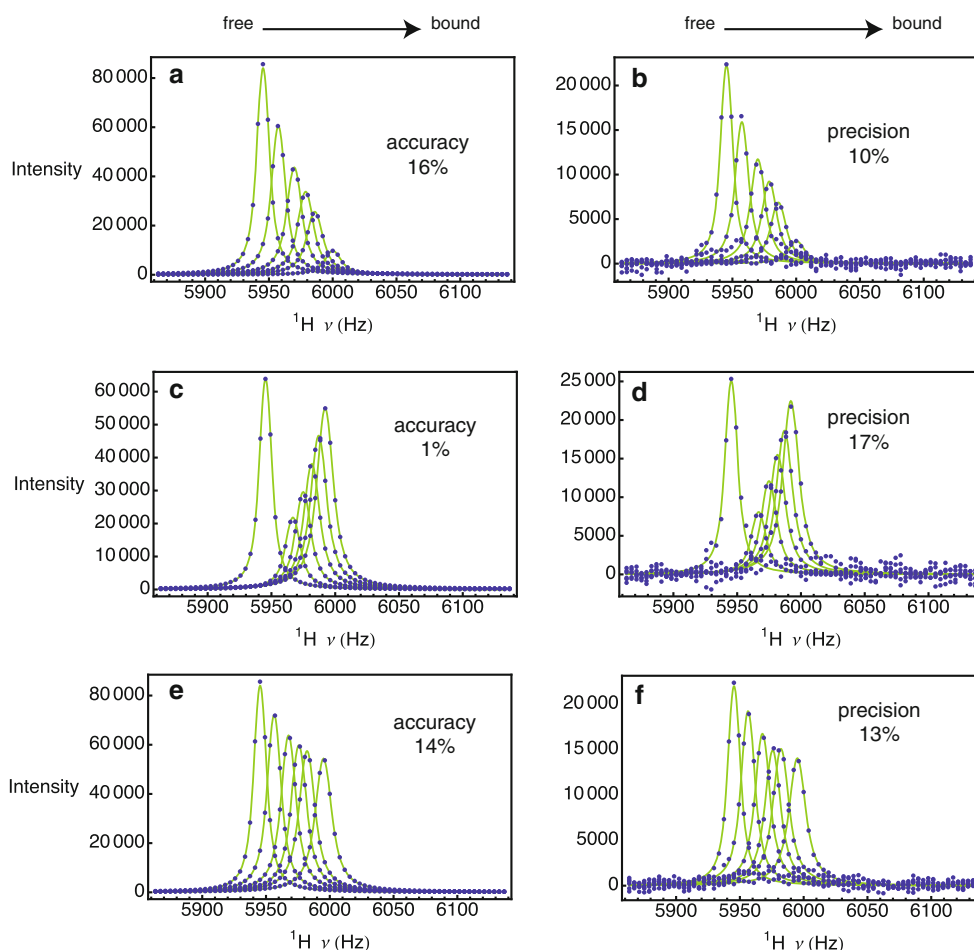 free bound
free bound
a
accuracy
16%
Intensity
80 000
60 000
40 000
20 000
0
5900 5950 6000 6050 6100
¹H ν (Hz)
b
precision
10%
20 000
15 000
10 000
5000
0
5900 5950 6000 6050 6100
¹H ν (Hz)
c
accuracy
1%
Intensity
60 000
50 000
40 000
30 000
20 000
10 000
0
5900 5950 6000 6050 6100
¹H ν (Hz)
d
precision
17%
25 000
20 000
15 000
10 000
5000
0
5900 5950 6000 6050 6100
¹H ν (Hz)
e
accuracy
14%
Intensity
80 000
60 000
40 000
20 000
0
5900 5950 6000 6050 6100
¹H ν (Hz)
f
precision
13%
20 000
15 000
10 000
5000
0
5900 5950 6000 6050 6100
¹H ν (Hz)